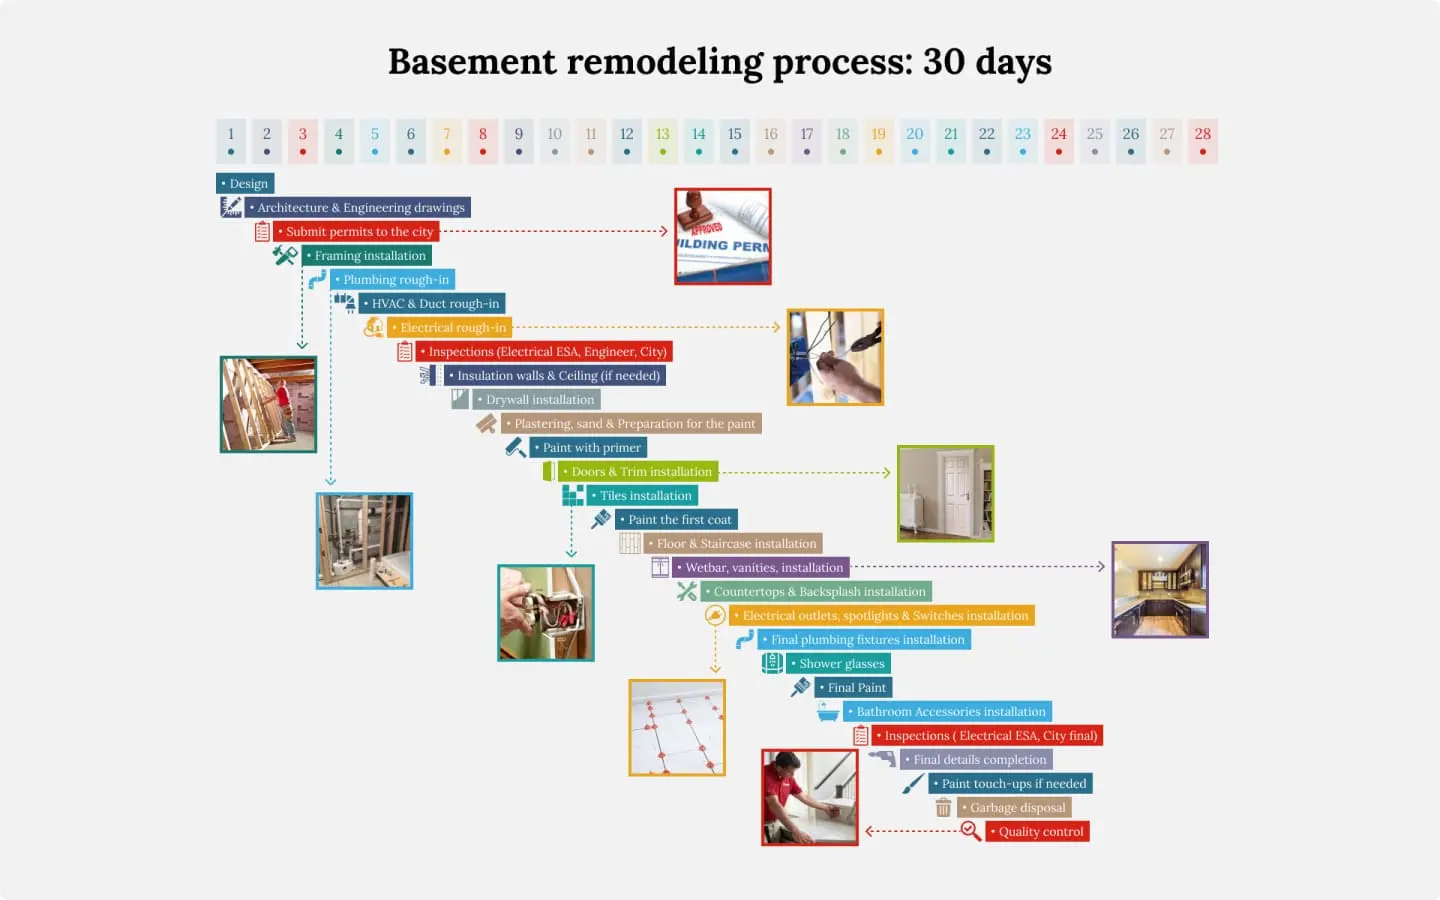 Basement remodeling process: 30 days
1 2 3 4 5 6 7 8 9 10 11 12 13 14 15 16 17 18 19 20 21 22 23 24 25 26 27 28
• Design
• Architecture & Engineering drawings
• Submit permits to the city
APPROVED
ILDING PERM
• Framing installation
• Plumbing rough-in
• HVAC & Duct rough-in
• Electrical rough-in
• Inspections (Electrical ESA, Engineer, City)
• Insulation walls & Ceiling (if needed)
• Drywall installation
• Plastering, sand & Preparation for the paint
• Paint with primer
• Doors & Trim installation
• Tiles installation
• Paint the first coat
• Floor & Staircase installation
• Wetbar, vanities, installation
• Countertops & Backsplash installation
• Electrical outlets, spotlights & Switches installation
• Final plumbing fixtures installation
• Shower glasses
• Final Paint
• Bathroom Accessories installation
• Inspections ( Electrical ESA, City final)
• Final details completion
• Paint touch-ups if needed
• Garbage disposal
• Quality control